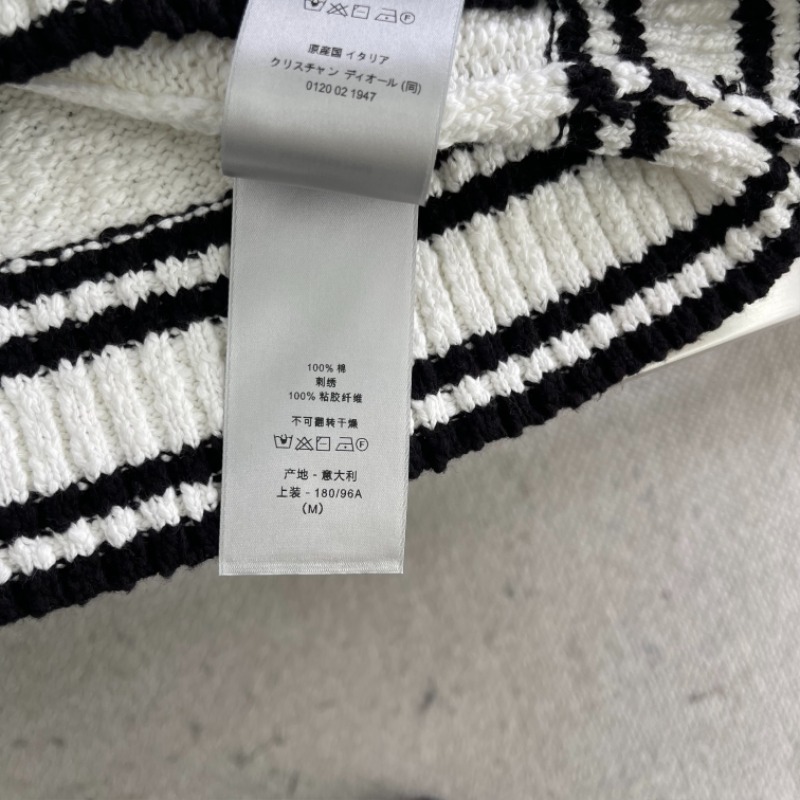 原産国 イタリア
クリスチャン ディオール (同)
0120 02 1947
100% 棉
刺绣
100% 粘胶纤维
不可翻转干燥
Ⓕ
产地 - 意大利
上装 - 180/96A
(M)